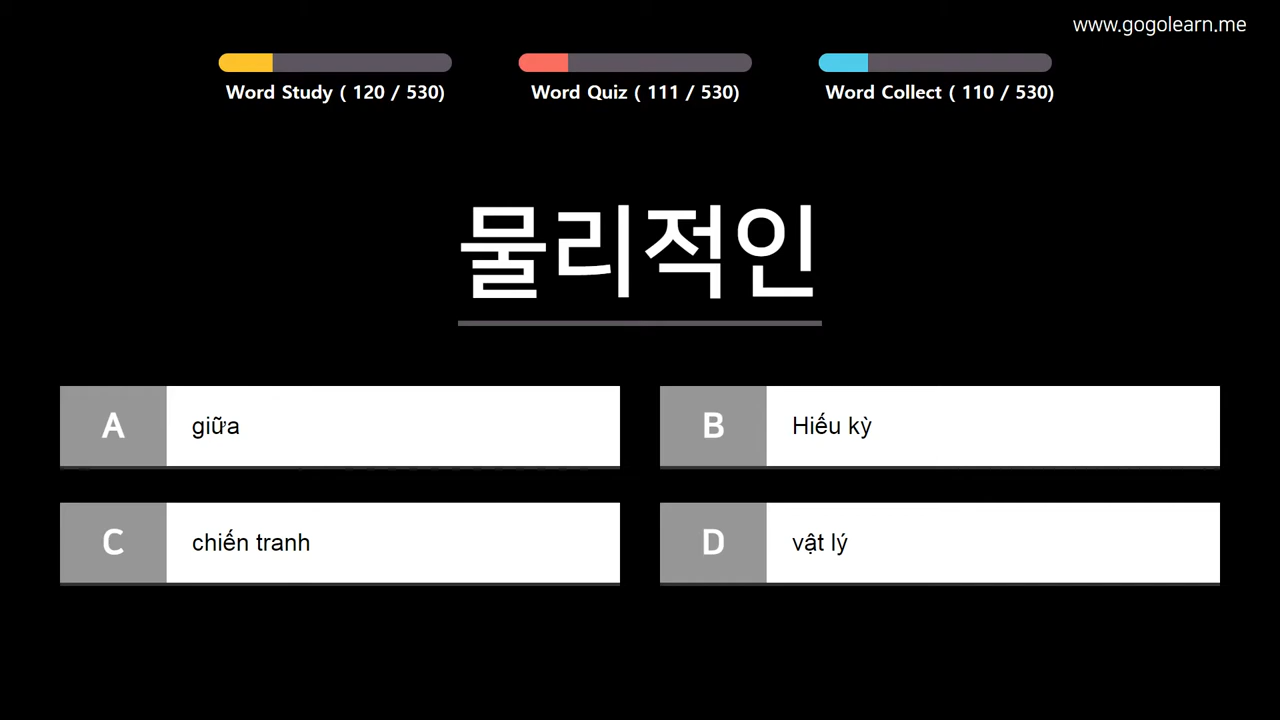 www.gogolearn.me
Word Study ( 120 / 530)
Word Quiz ( 111 / 530)
Word Collect ( 110 / 530)
물리적인
A giữa
B Hiếu kỳ
C chiến tranh
D vật lý